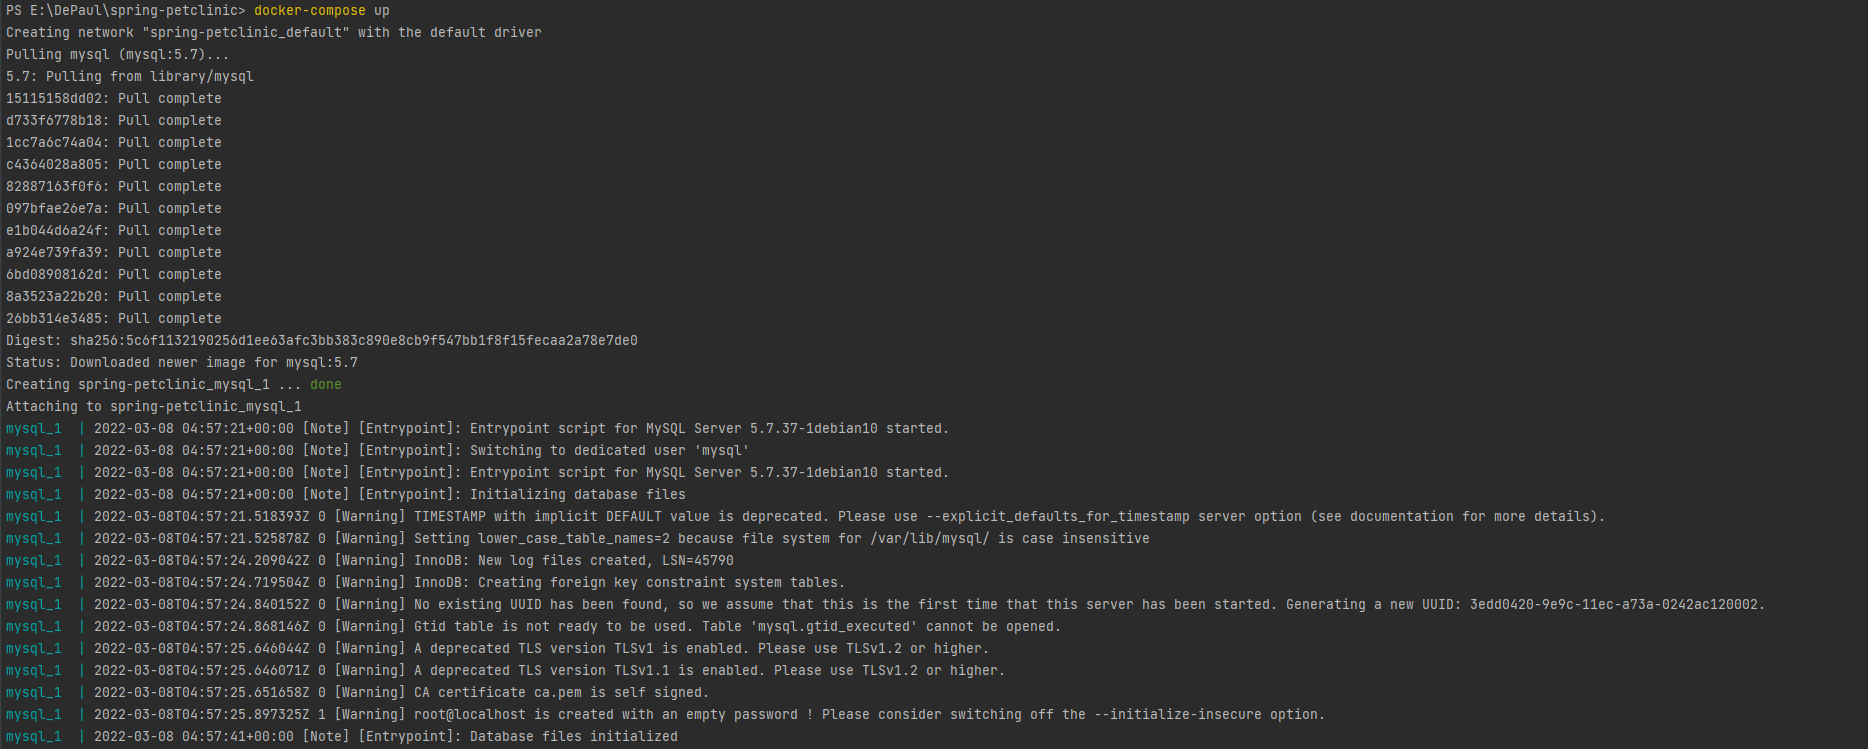 PS E:\DePaul\spring-petclinic> docker-compose up
Creating network "spring-petclinic_default" with the default driver
Pulling mysql (mysql:5.7)...
5.7: Pulling from library/mysql
15115158dd02: Pull complete
d733f6778b18: Pull complete
1cc7a6c74a04: Pull complete
c4364028a805: Pull complete
82887163f0f6: Pull complete
097bfae26e7a: Pull complete
e1b044d6a24f: Pull complete
a924e739fa39: Pull complete
6bd08908162d: Pull complete
8a3523a22b20: Pull complete
26bb314e3485: Pull complete
Digest: sha256:5c6f1132190256d1ee63afc3bb383c890e8cb9f547bb1f8f15fecaa2a78e7de0
Status: Downloaded newer image for mysql:5.7
Creating spring-petclinic_mysql_1 ... done
Attaching to spring-petclinic_mysql_1
mysql_1  | 2022-03-08 04:57:21+00:00 [Note] [Entrypoint]: Entrypoint script for MySQL Server 5.7.37-1debian10 started.
mysql_1  | 2022-03-08 04:57:21+00:00 [Note] [Entrypoint]: Switching to dedicated user 'mysql'
mysql_1  | 2022-03-08 04:57:21+00:00 [Note] [Entrypoint]: Entrypoint script for MySQL Server 5.7.37-1debian10 started.
mysql_1  | 2022-03-08 04:57:21+00:00 [Note] [Entrypoint]: Initializing database files
mysql_1  | 2022-03-08T04:57:21.518393Z 0 [Warning] TIMESTAMP with implicit DEFAULT value is deprecated. Please use --explicit_defaults_for_timestamp server option (see documentation for more details).
mysql_1  | 2022-03-08T04:57:21.525878Z 0 [Warning] Setting lower_case_table_names=2 because file system for /var/lib/mysql/ is case insensitive
mysql_1  | 2022-03-08T04:57:24.209042Z 0 [Warning] InnoDB: New log files created, LSN=45790
mysql_1  | 2022-03-08T04:57:24.719504Z 0 [Warning] InnoDB: Creating foreign key constraint system tables.
mysql_1  | 2022-03-08T04:57:24.840152Z 0 [Warning] No existing UUID has been found, so we assume that this is the first time that this server has been started. Generating a new UUID: 3edd0420-9e9c-11ec-a73a-0242ac120002.
mysql_1  | 2022-03-08T04:57:24.868146Z 0 [Warning] Gtid table is not ready to be used. Table 'mysql.gtid_executed' cannot be opened.
mysql_1  | 2022-03-08T04:57:25.646044Z 0 [Warning] A deprecated TLS version TLSv1 is enabled. Please use TLSv1.2 or higher.
mysql_1  | 2022-03-08T04:57:25.646071Z 0 [Warning] A deprecated TLS version TLSv1.1 is enabled. Please use TLSv1.2 or higher.
mysql_1  | 2022-03-08T04:57:25.651658Z 0 [Warning] CA certificate ca.pem is self signed.
mysql_1  | 2022-03-08T04:57:25.897325Z 1 [Warning] root@localhost is created with an empty password ! Please consider switching off the --initialize-insecure option.
mysql_1  | 2022-03-08 04:57:41+00:00 [Note] [Entrypoint]: Database files initialized